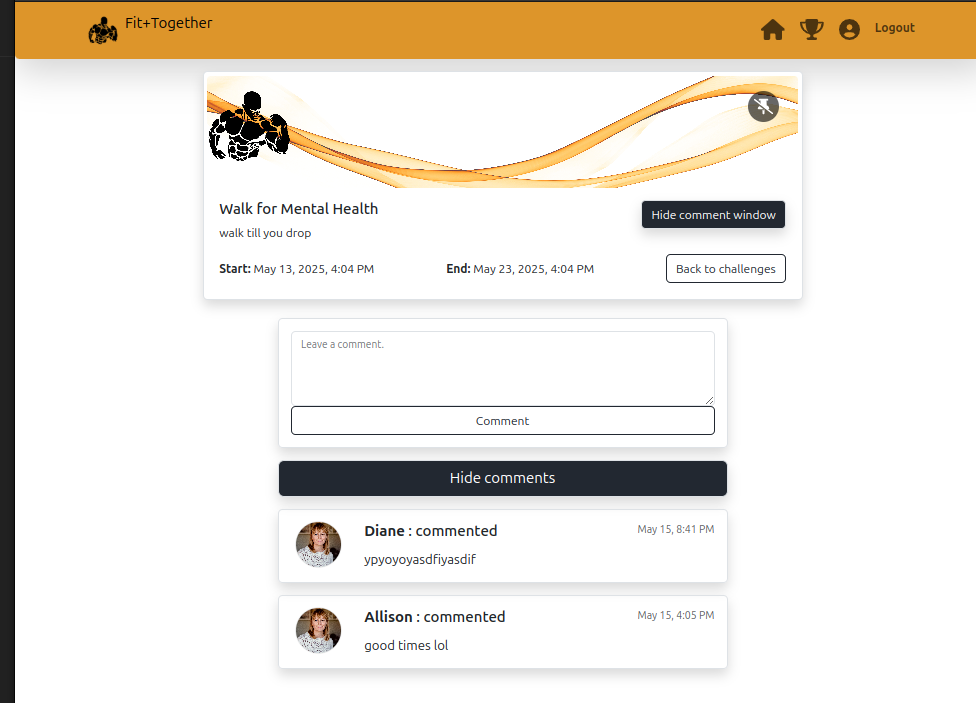 Fit+Together
Logout
Walk for Mental Health
Hide comment window
walk till you drop
Start: May 13, 2025, 4:04 PM
End: May 23, 2025, 4:04 PM
Back to challenges
Leave a comment.
Comment
Hide comments
Diane : commented
May 15, 8:41 PM
ypyoyoyasdfiyasdif
Allison : commented
May 15, 4:05 PM
good times lol